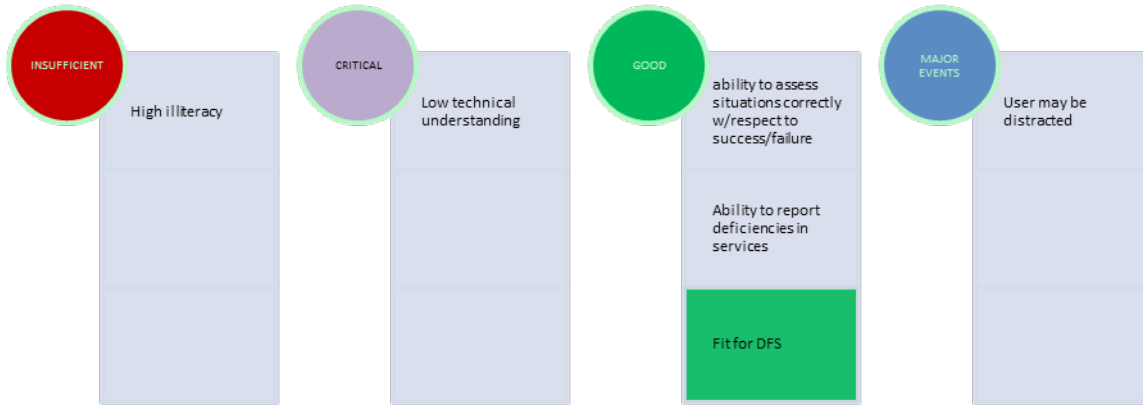 INSUFFICIENT
High illiteracy
CRITICAL
Low technical
understanding
GOOD
ability to assess
situations correctly
w/respect to
success/failure
Ability to report
deficiencies in
services
Fit for DFS
MAJOR
EVENTS
User may be
distracted